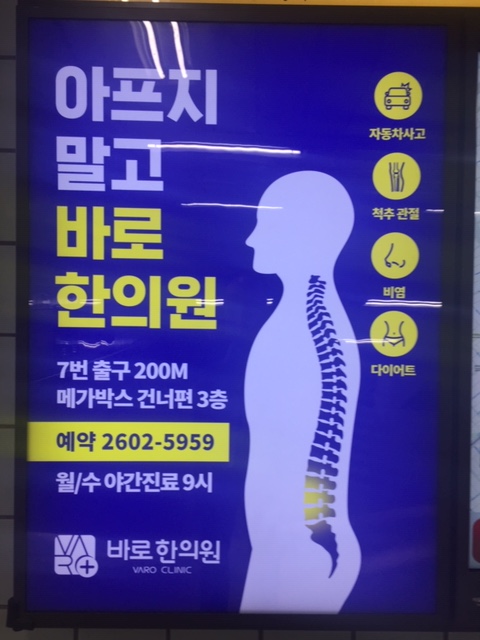 아프지
말고
바로
한의원
7번 출구 200M
메가박스 건너편 3층
예약 2602-5959
월/수 야간진료 9시
VARO
바로한의원
VARO CLINIC
자동차사고
척추 관절
비염
다이어트